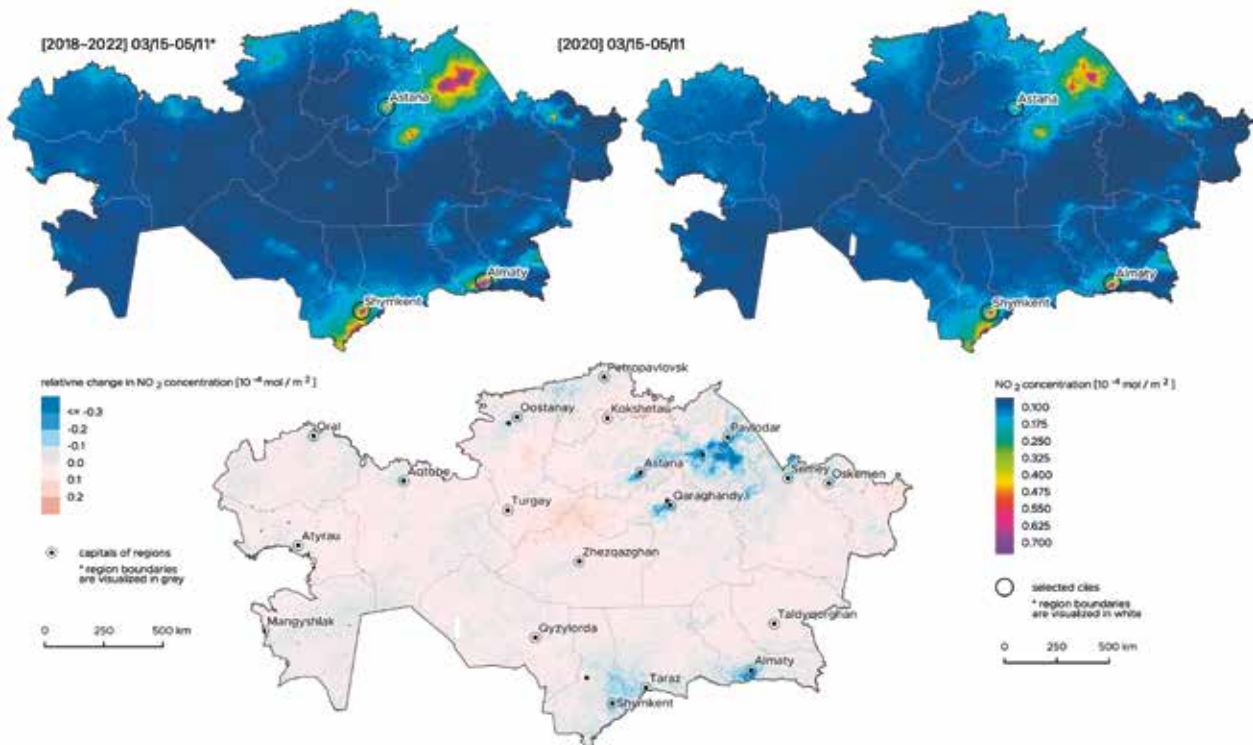 [2018-2022] 03/15-05/11*
[2020] 03/15-05/11
Astana
Almaty
Shymkent
Astana
Almaty
Shymkent
relativne change in NO 2 concentration [10 -4 mol / m 2 ]
<= -0.3
-0.2
-0.1
0.0
0.1
0.2
capitals of regions
* region boundaries
are visualized in grey
0 250 500 km
Petropavlovsk
Oostanay
Kokshetau
Pavlodar
Oral
Astana
Semey
Oskemen
Aqtobe
Qaraghandy
Turgay
Atyrau
Zhezqazghan
Mangyshlak
Taldyqorghan
Qyzylorda
Almaty
Taraz
Shymkent
NO 2 concentration [10 -4 mol / m 2 ]
0.100
0.175
0.250
0.325
0.400
0.475
0.550
0.625
0.700
selected ciles
* region boundaries
are visualized in white
0 250 500 km